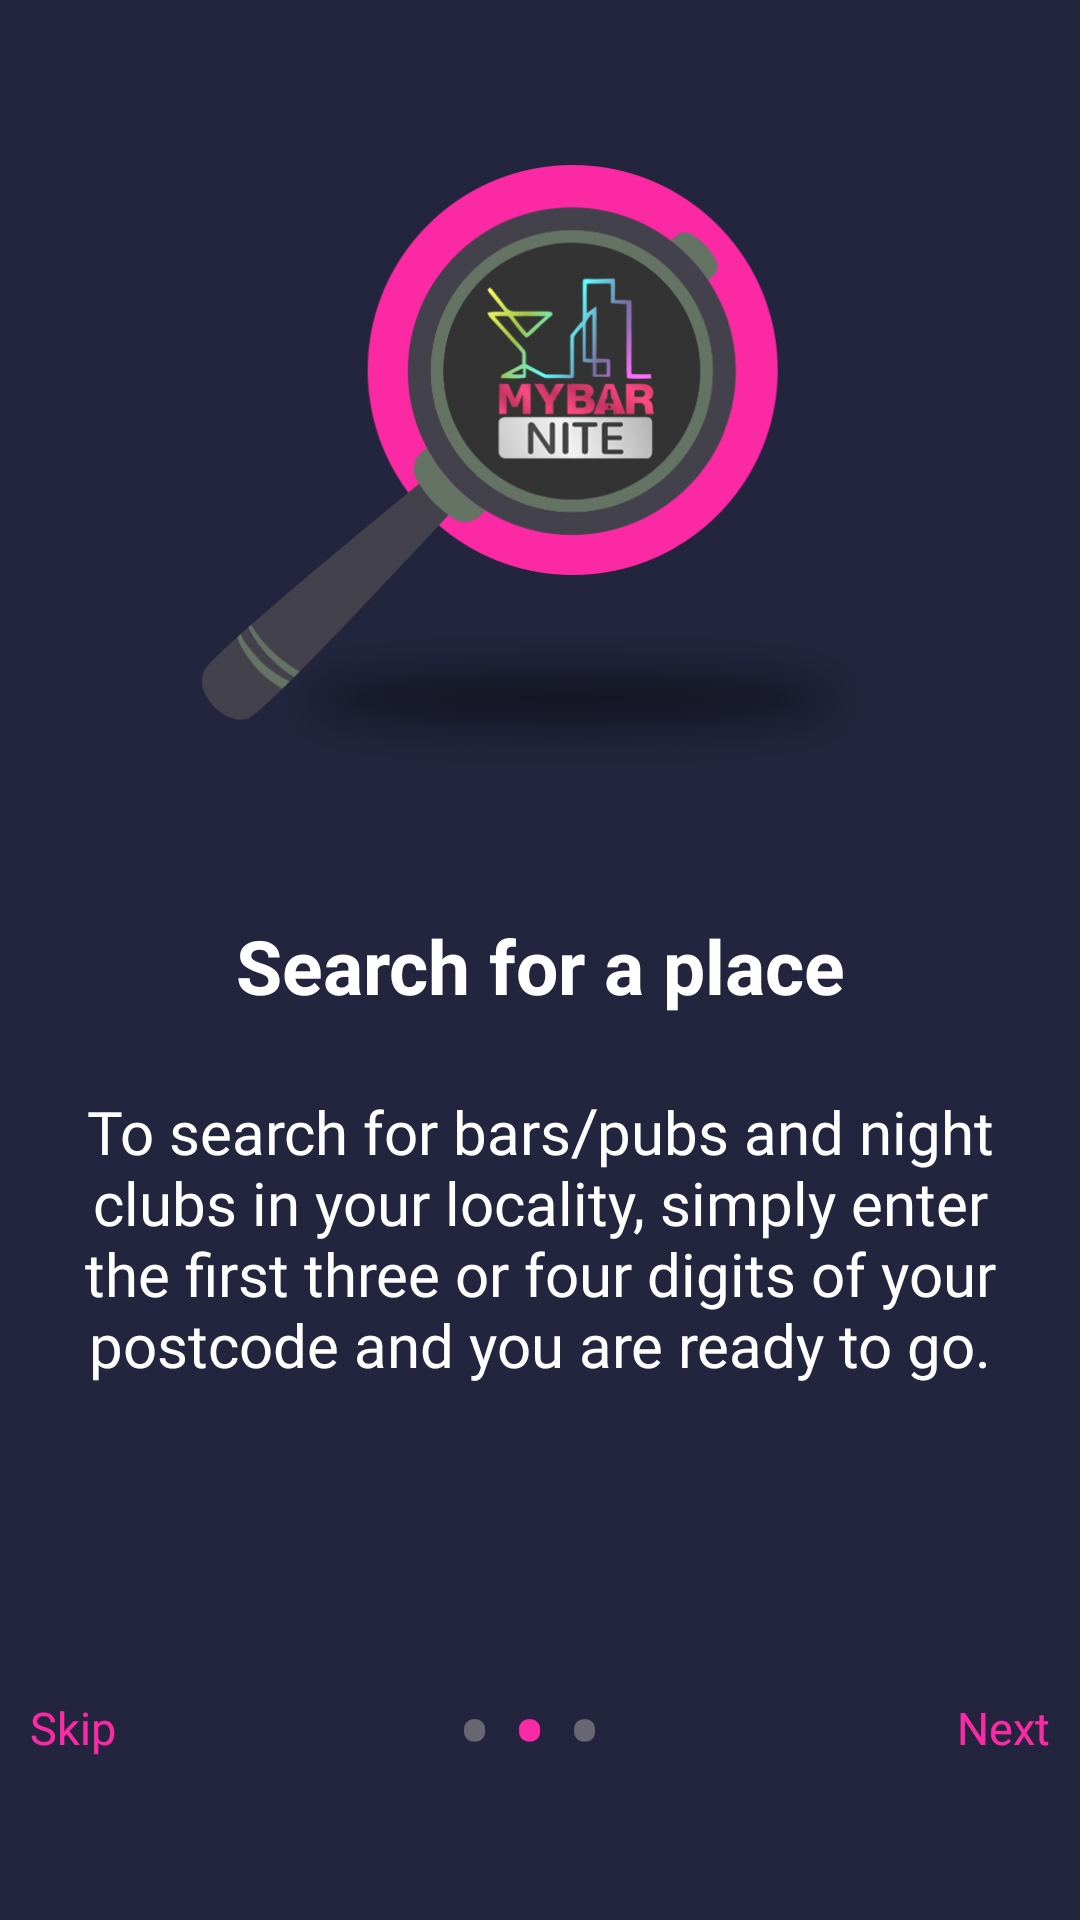 MYBAR
NITE
Search for a place
To search for bars/pubs and night
clubs in your locality, simply enter
the first three or four digits of your
postcode and you are ready to go.
Skip
Next